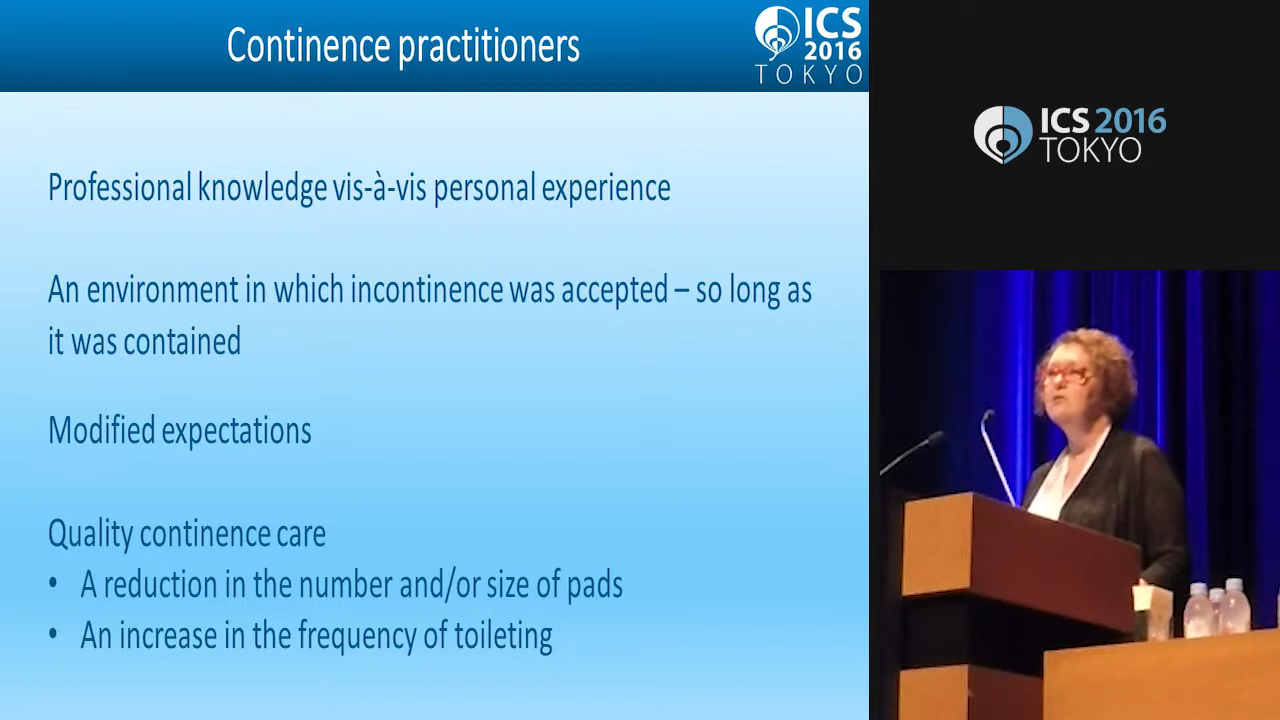 Continence practitioners
ICS
2016
TOKYO
Professional knowledge vis-à-vis personal experience
An environment in which incontinence was accepted – so long as
it was contained
Modified expectations
Quality continence care
• A reduction in the number and/or size of pads
• An increase in the frequency of toileting
ICS 2016
TOKYO